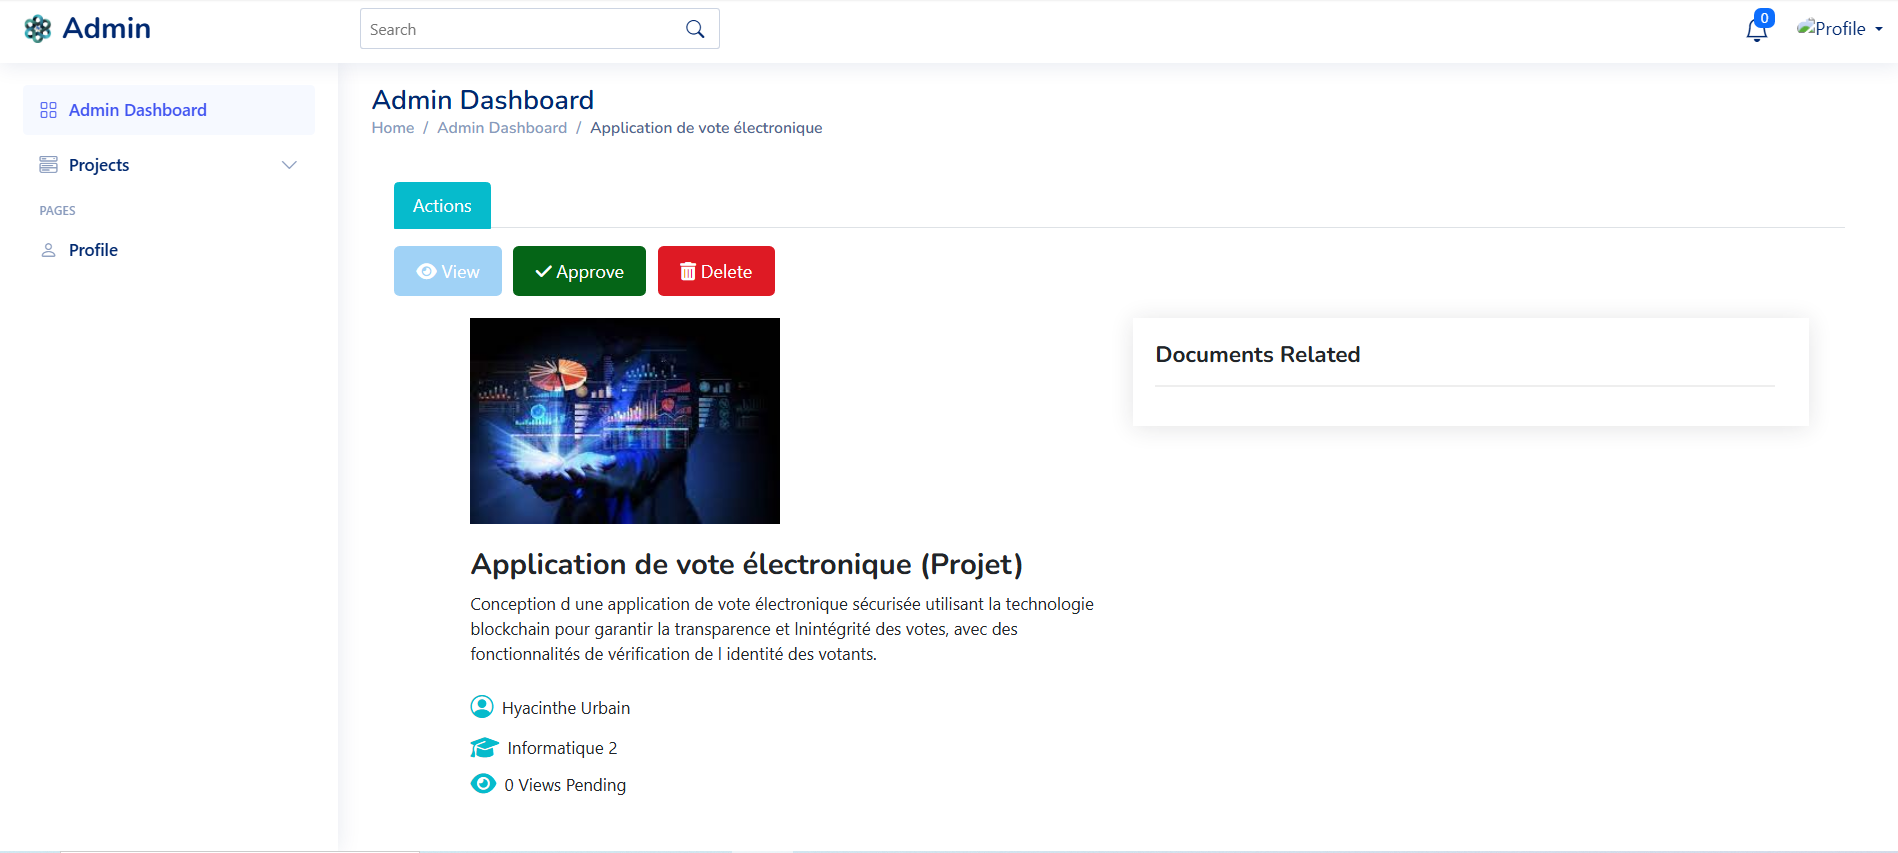 Admin
Search
0
Profile
Admin Dashboard
Projects
PAGES
Profile
Admin Dashboard
Home / Admin Dashboard / Application de vote électronique
Actions
View
Approve
Delete
Documents Related
Application de vote électronique (Projet)
Conception d une application de vote électronique sécurisée utilisant la technologie
blockchain pour garantir la transparence et lnintégrité des votes, avec des
fonctionnalités de vérification de l identité des votants.
Hyacinthe Urbain
Informatique 2
0 Views Pending